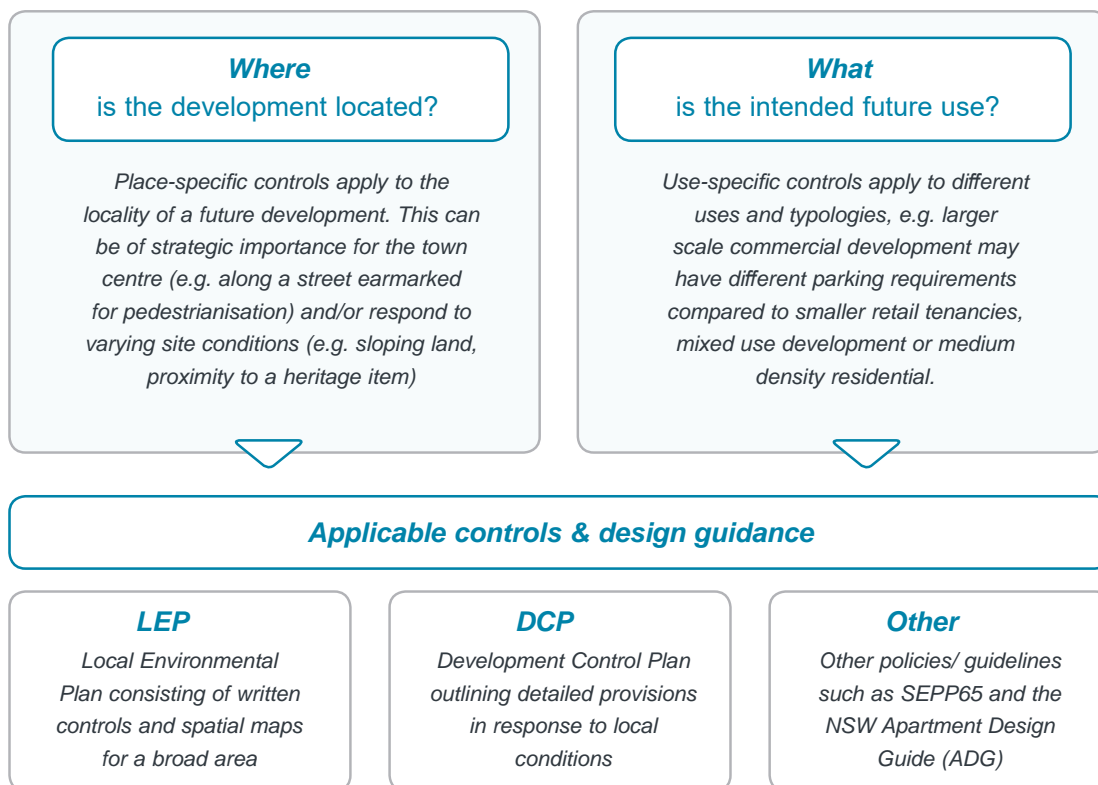 Where
is the development located?
Place-specific controls apply to the
locality of a future development. This can
be of strategic importance for the town
centre (e.g. along a street earmarked
for pedestrianisation) and/or respond to
varying site conditions (e.g. sloping land,
proximity to a heritage item)
What
is the intended future use?
Use-specific controls apply to different
uses and typologies, e.g. larger
scale commercial development may
have different parking requirements
compared to smaller retail tenancies,
mixed use development or medium
density residential.
Applicable controls & design guidance
LEP
Local Environmental
Plan consisting of written
controls and spatial maps
for a broad area
DCP
Development Control Plan
outlining detailed provisions
in response to local
conditions
Other
Other policies/ guidelines
such as SEPP65 and the
NSW Apartment Design
Guide (ADG)